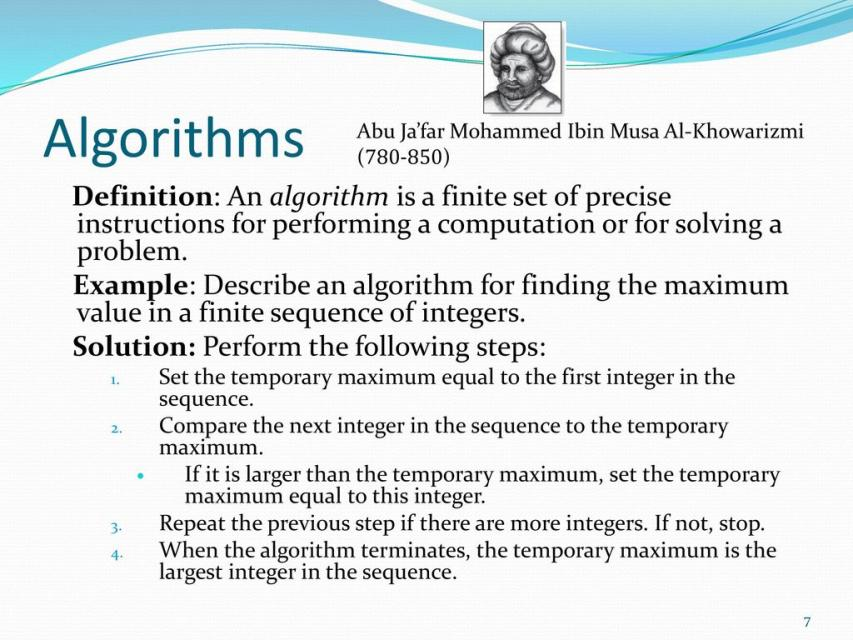 Algorithms
Abu Ja’far Mohammed Ibin Musa Al-Khowarizmi
(780-850)
Definition: An algorithm is a finite set of precise
instructions for performing a computation or for solving a
problem.
Example: Describe an algorithm for finding the maximum
value in a finite sequence of integers.
Solution: Perform the following steps:
1. Set the temporary maximum equal to the first integer in the
sequence.
2. Compare the next integer in the sequence to the temporary
maximum.
• If it is larger than the temporary maximum, set the temporary
maximum equal to this integer.
3. Repeat the previous step if there are more integers. If not, stop.
4. When the algorithm terminates, the temporary maximum is the
largest integer in the sequence.
7